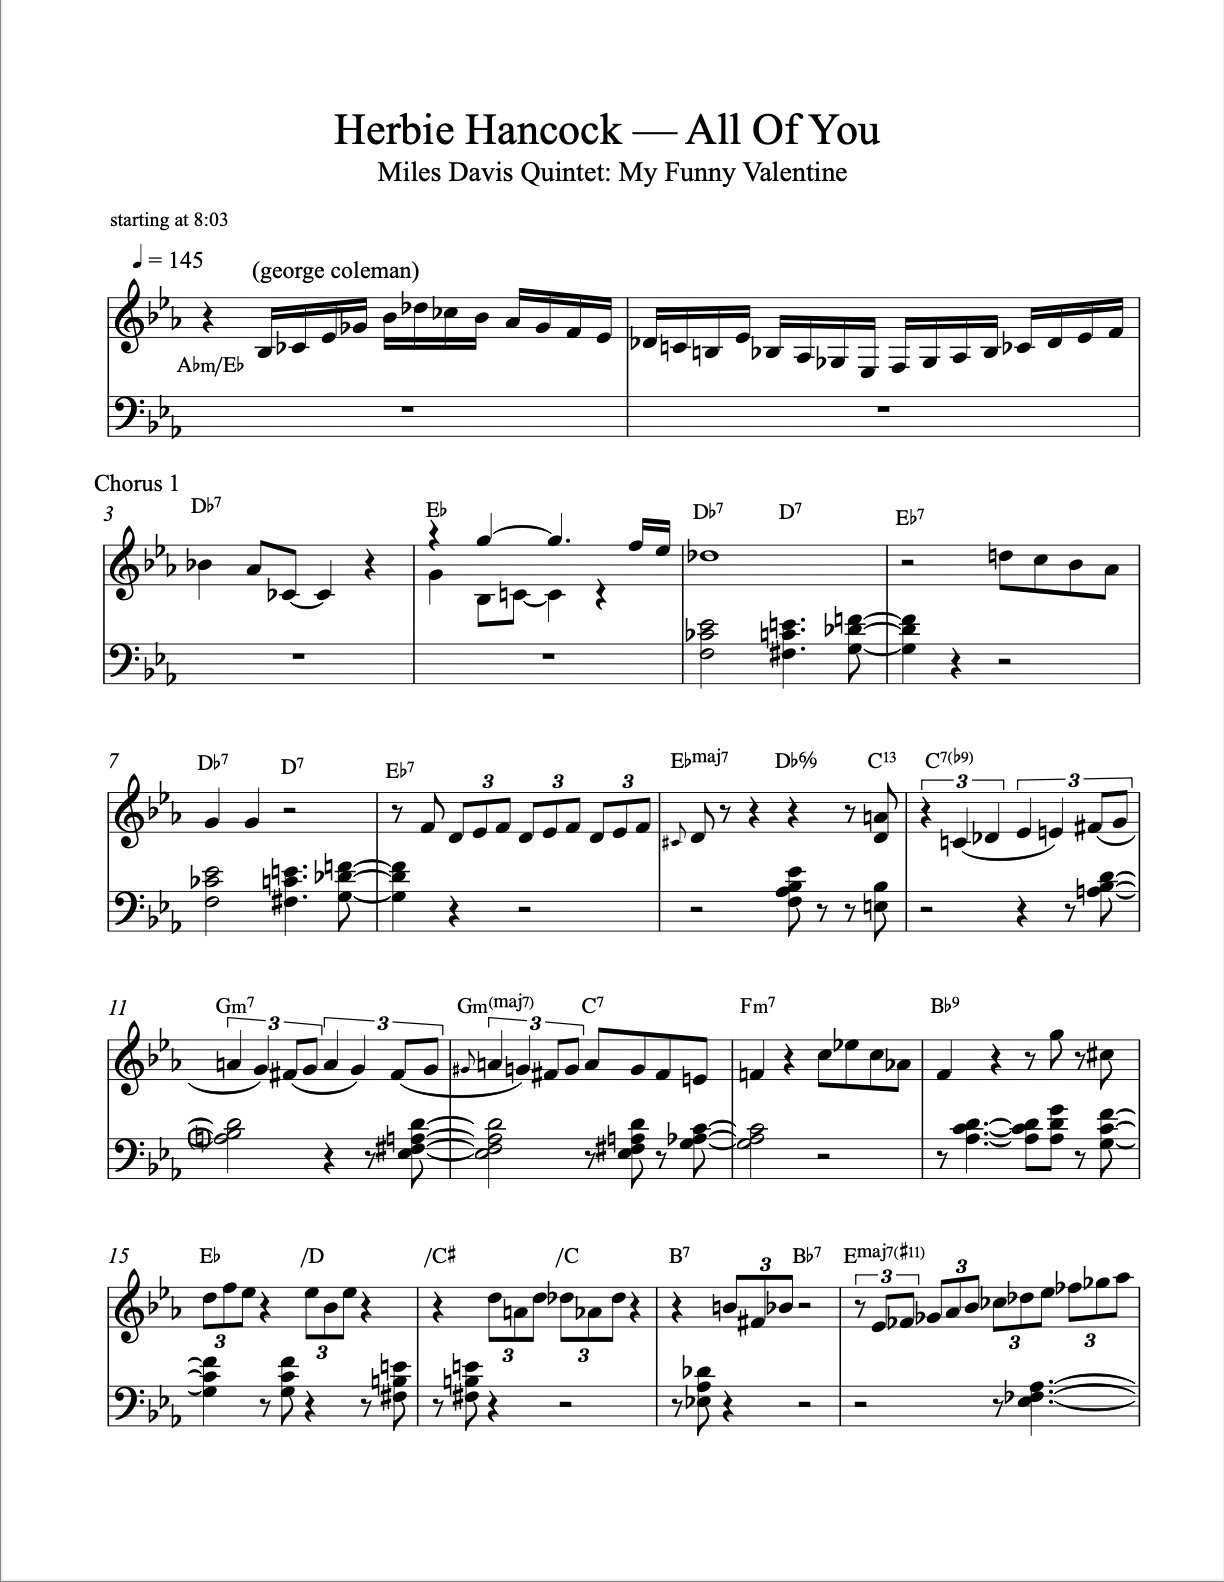 Herbie Hancock — All Of You
Miles Davis Quintet: My Funny Valentine
starting at 8:03
♩ = 145
(george coleman)
A♭m/E♭
Chorus 1
3
D♭7 E♭ D♭7 D7 E♭7
7
D♭7 D7 E♭7 E♭maj7 D♭6/9 C13 C7(♭9)
3 3 3 3 3
11
Gm7 Gm(maj7) C7 Fm7 B♭9
3 3 3
15
E♭ /D /C♯ /C B7 B♭7 Emaj7(♯11)
3 3 3 3 3 3 3 3 3